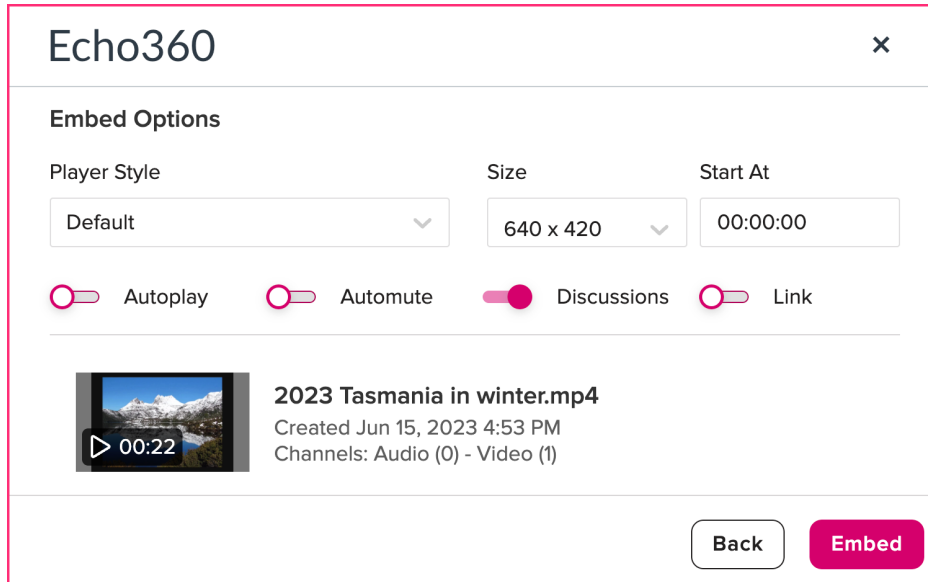 Echo360
Embed Options
Player Style
Size
Start At
Default
640 x 420
00:00:00
Autoplay
Automute
Discussions
Link
00:22
2023 Tasmania in winter.mp4
Created Jun 15, 2023 4:53 PM
Channels: Audio (0) - Video (1)
Back
Embed